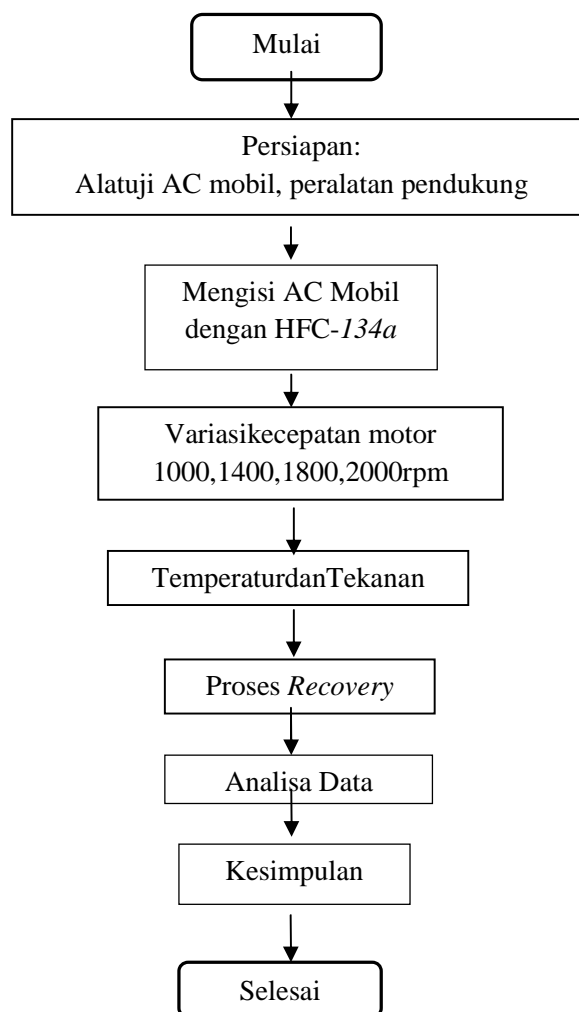 Mulai
Persiapan:
Alatuji AC mobil, peralatan pendukung
Mengisi AC Mobil
dengan HFC-134a
Variasikecepatan motor
1000,1400,1800,2000rpm
TemperaturdanTekanan
Proses Recovery
Analisa Data
Kesimpulan
Selesai